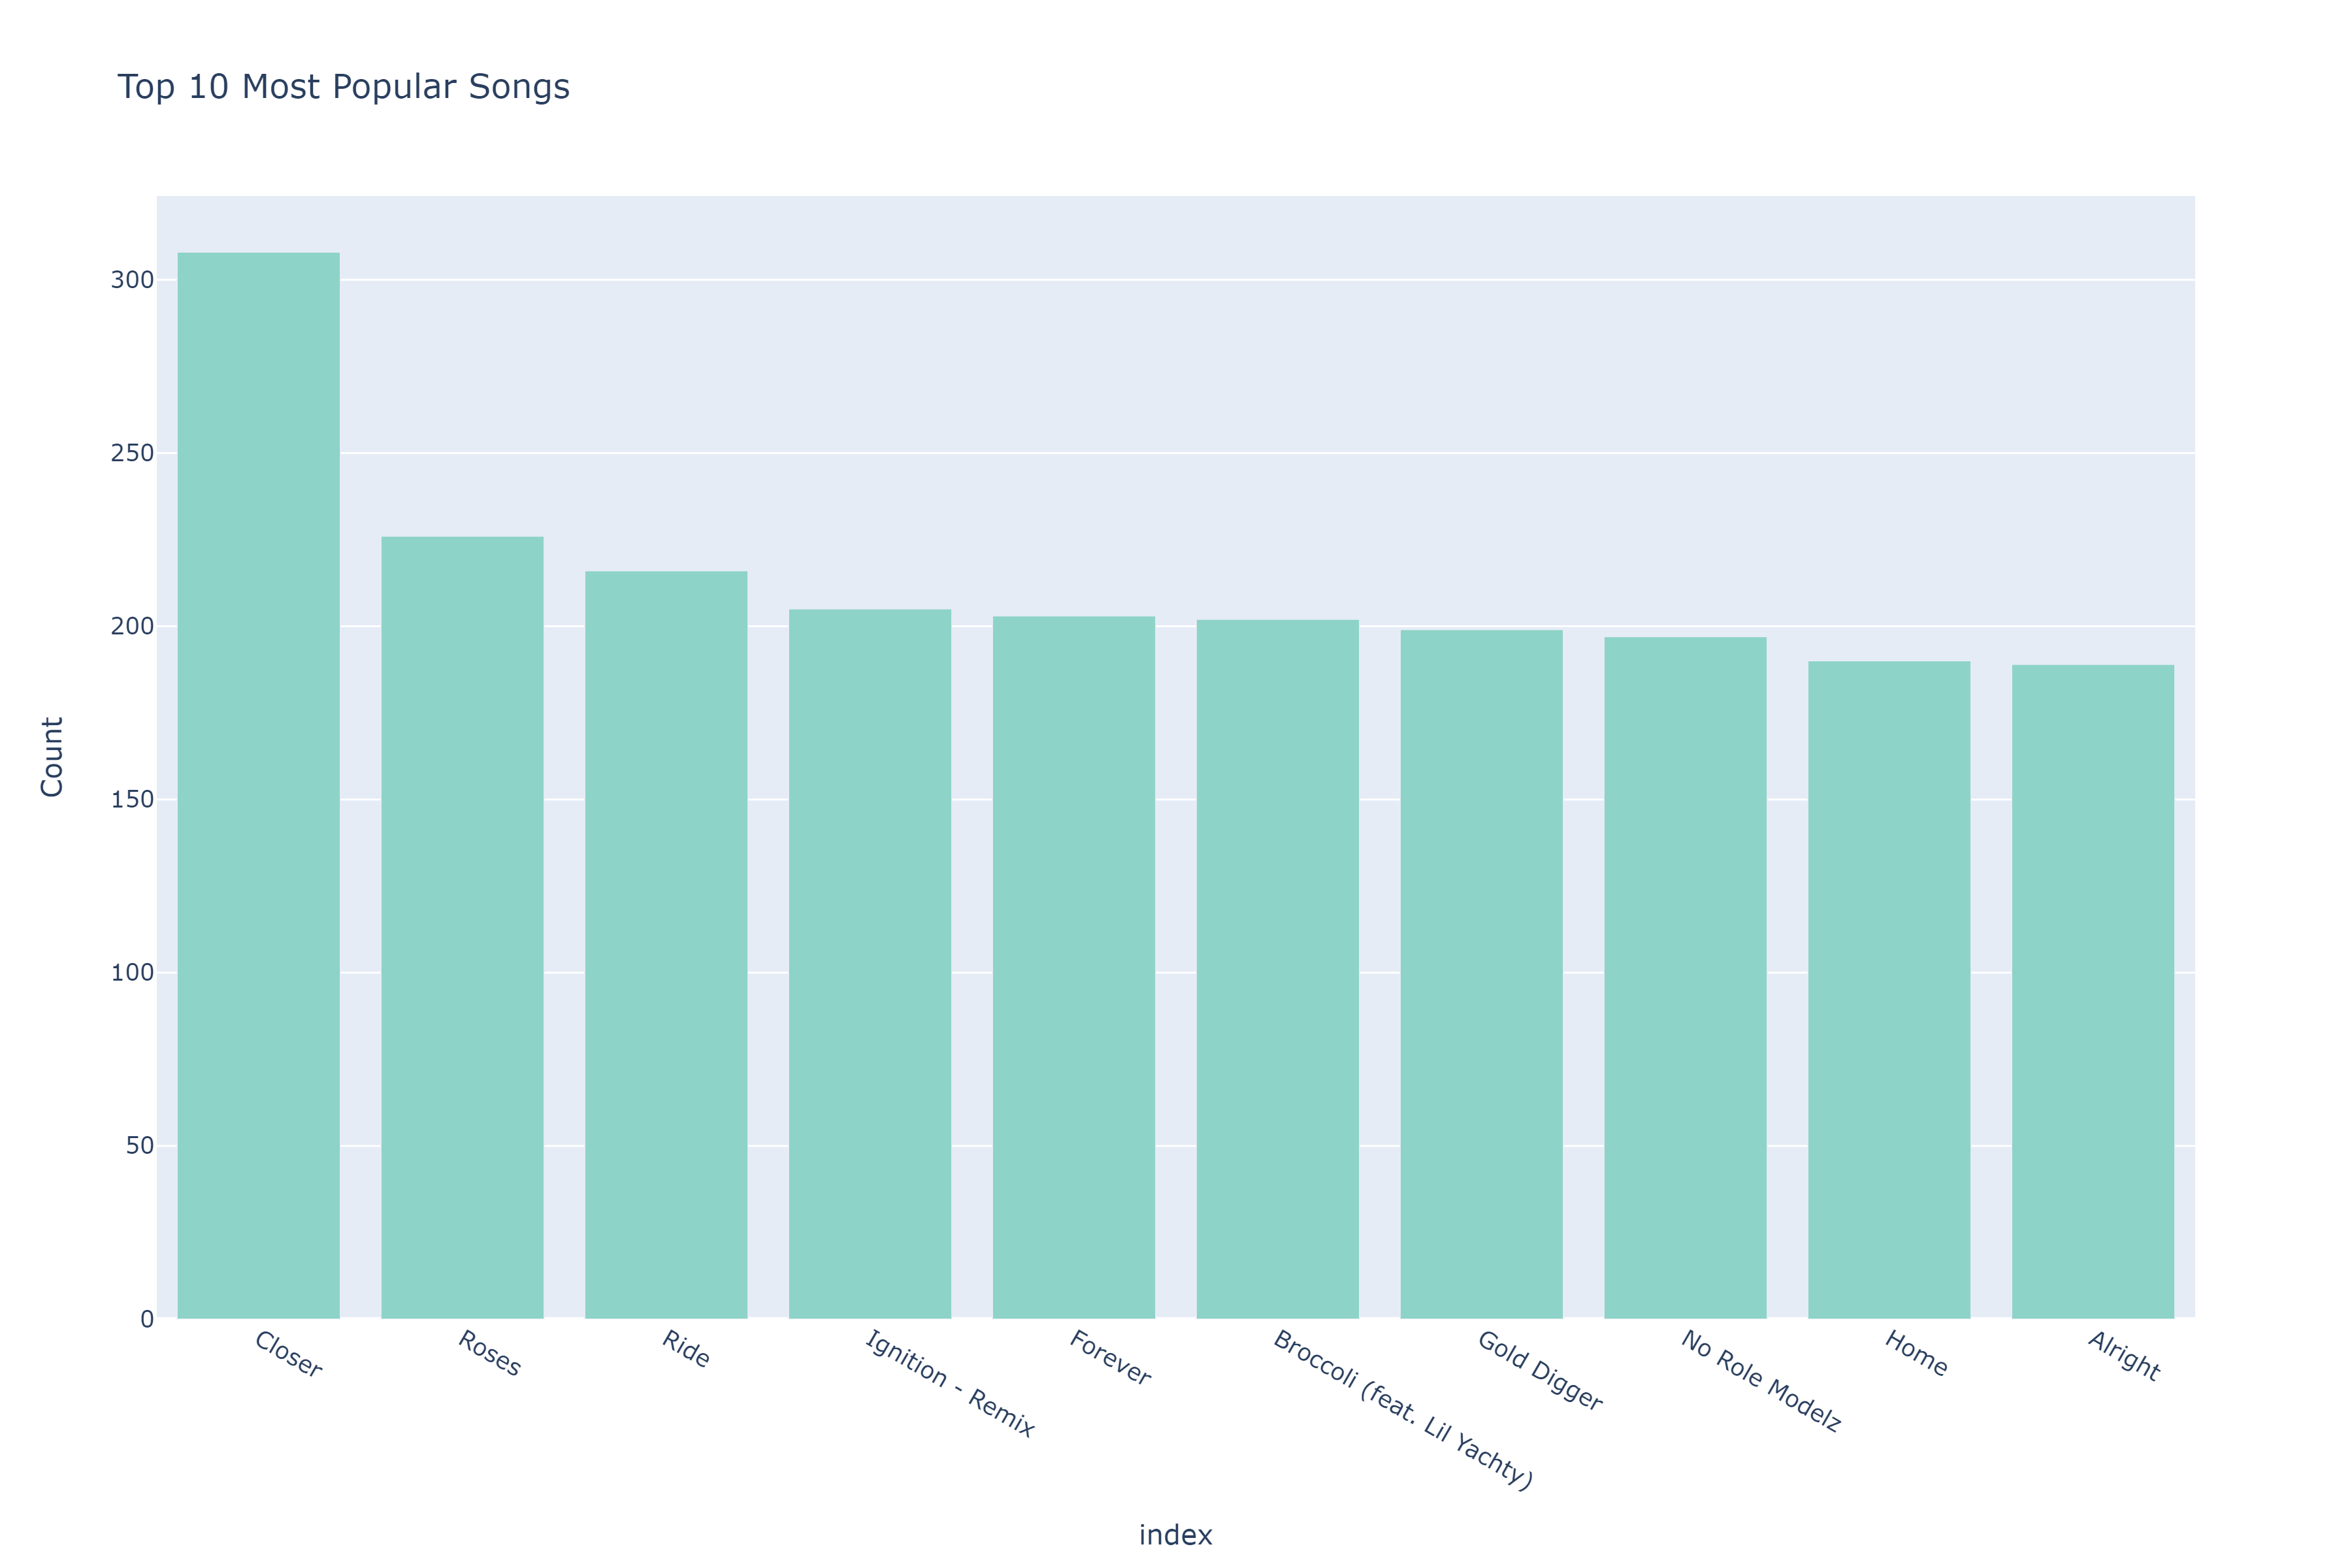 Top 10 Most Popular Songs
300
250
200
150
100
50
0
Count
Closer
Roses
Ride
Ignition - Remix
Forever
Broccoli (feat. Lil Yachty)
Gold Digger
No Role Modelz
Home
Alright
index